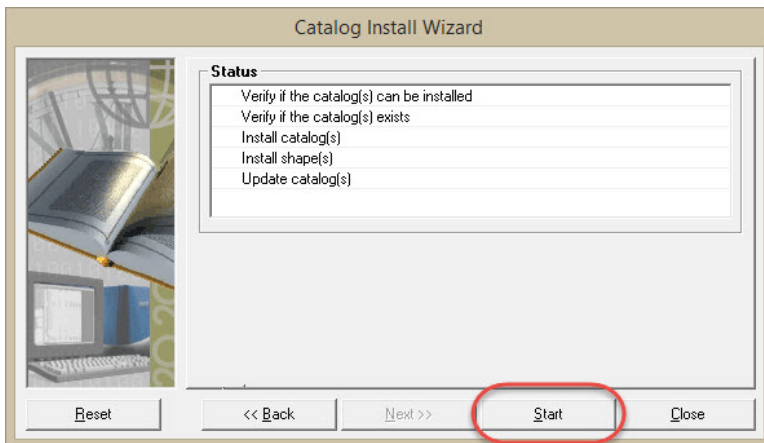 Catalog Install Wizard
Status
Verify if the catalog(s) can be installed
Verify if the catalog(s) exists
Install catalog(s)
Install shape(s)
Update catalog(s)
Reset
<< Back
Next >>
Start
Close